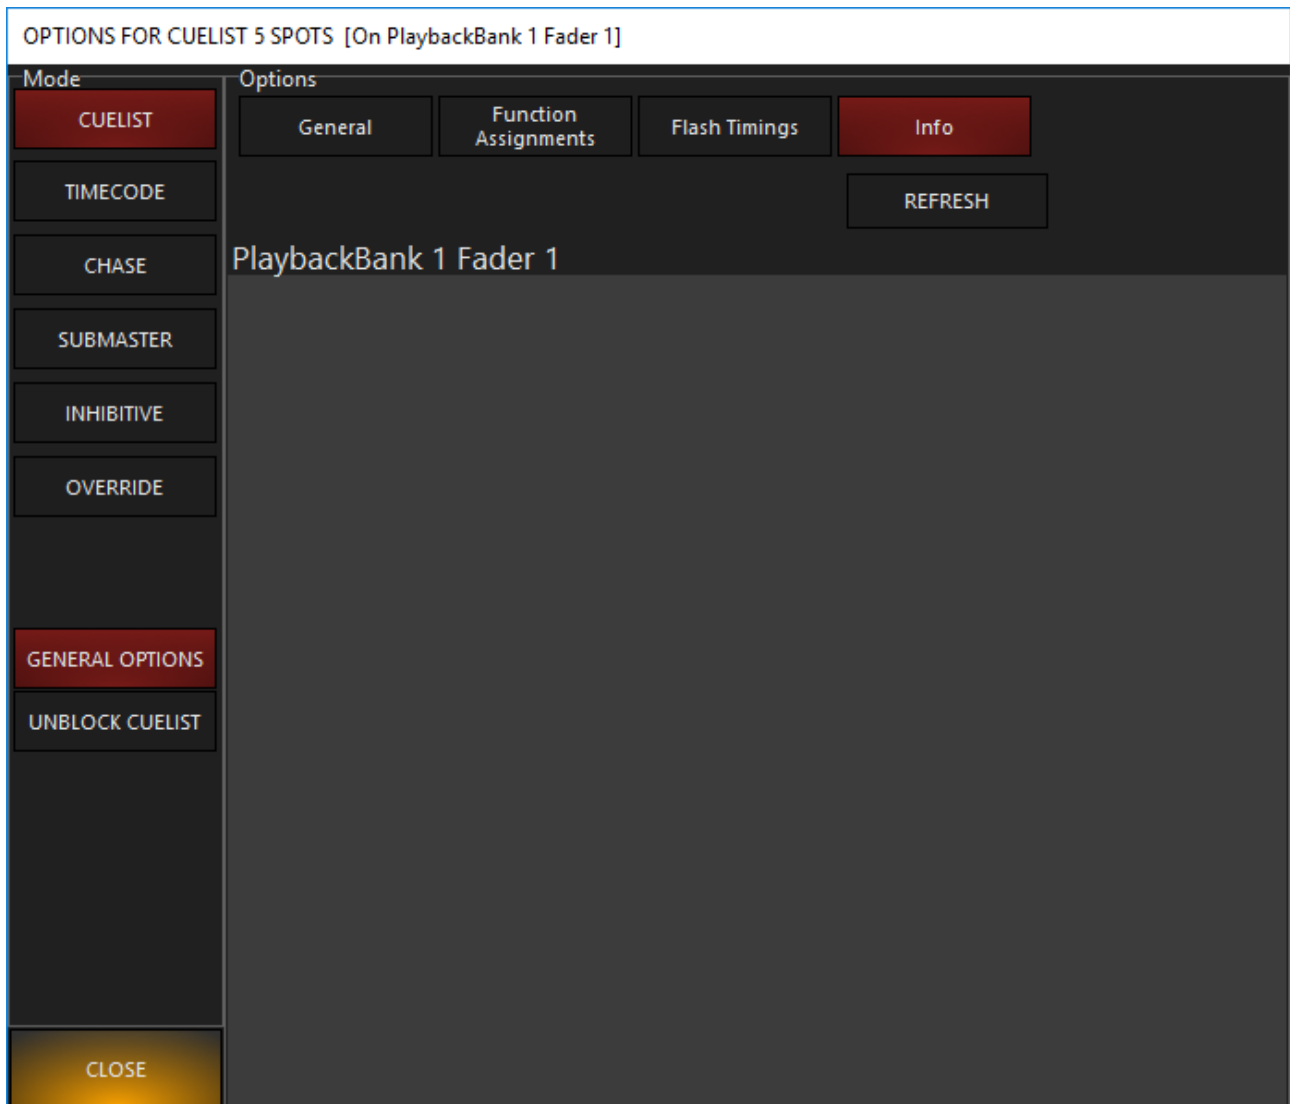 OPTIONS FOR CUELIST 5 SPOTS  [On PlaybackBank 1 Fader 1]
Mode
CUELIST
TIMECODE
CHASE
SUBMASTER
INHIBITIVE
OVERRIDE
GENERAL OPTIONS
UNBLOCK CUELIST
CLOSE
Options
General
Function
Assignments
Flash Timings
Info
REFRESH
PlaybackBank 1 Fader 1